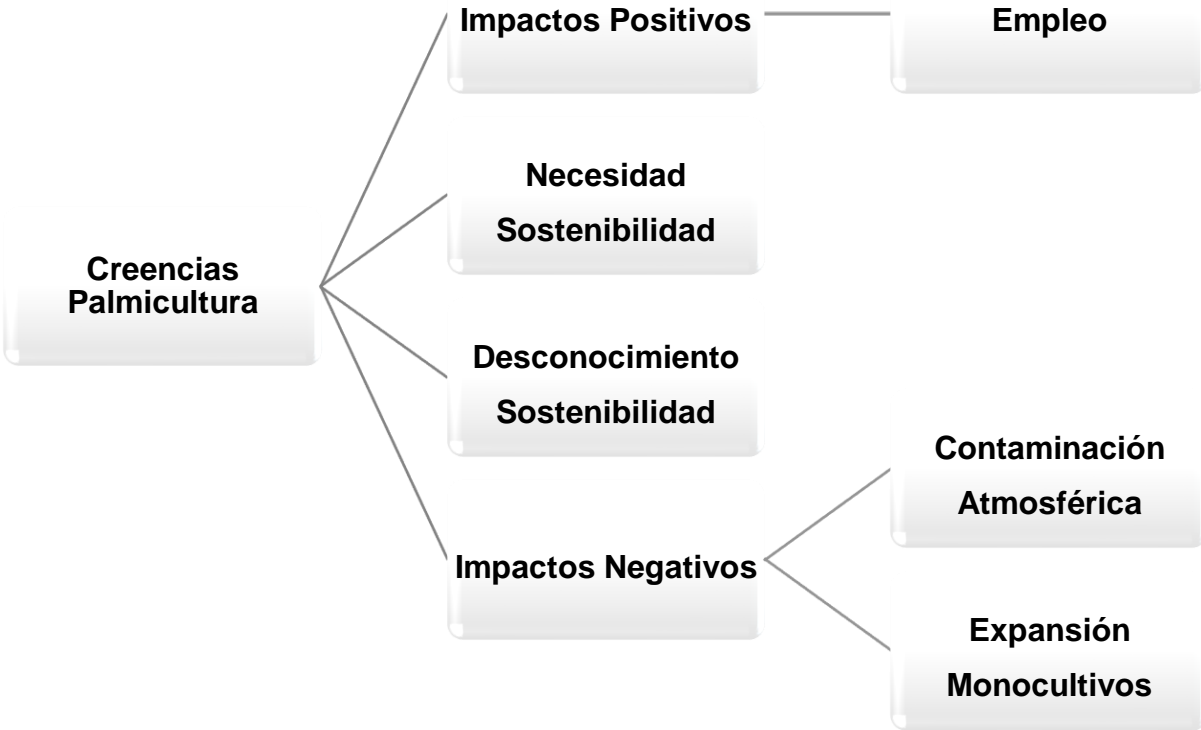 Impactos Positivos
Empleo
Necesidad
Sostenibilidad
Creencias
Palmicultura
Desconocimiento
Sostenibilidad
Contaminación
Atmosférica
Impactos Negativos
Expansión
Monocultivos